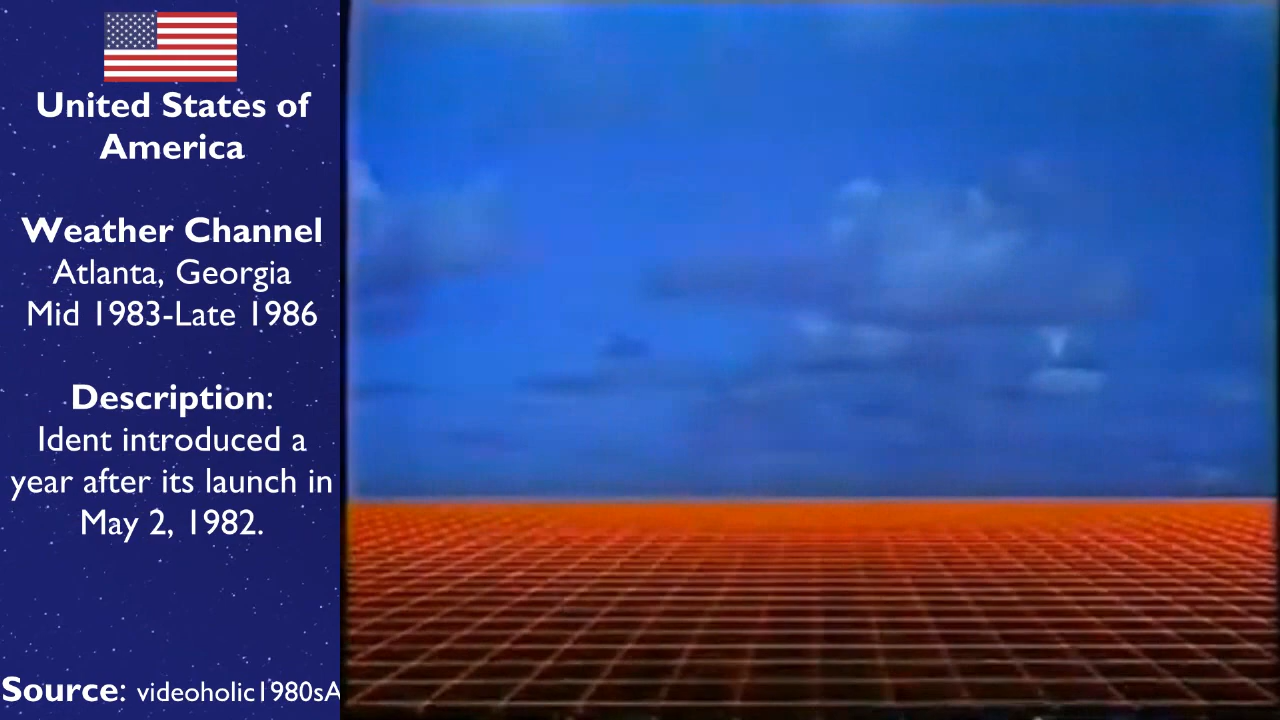 United States of
America
Weather Channel
Atlanta, Georgia
Mid 1983-Late 1986
Description:
Ident introduced a
year after its launch in
May 2, 1982.
Source: videoholic1980sA